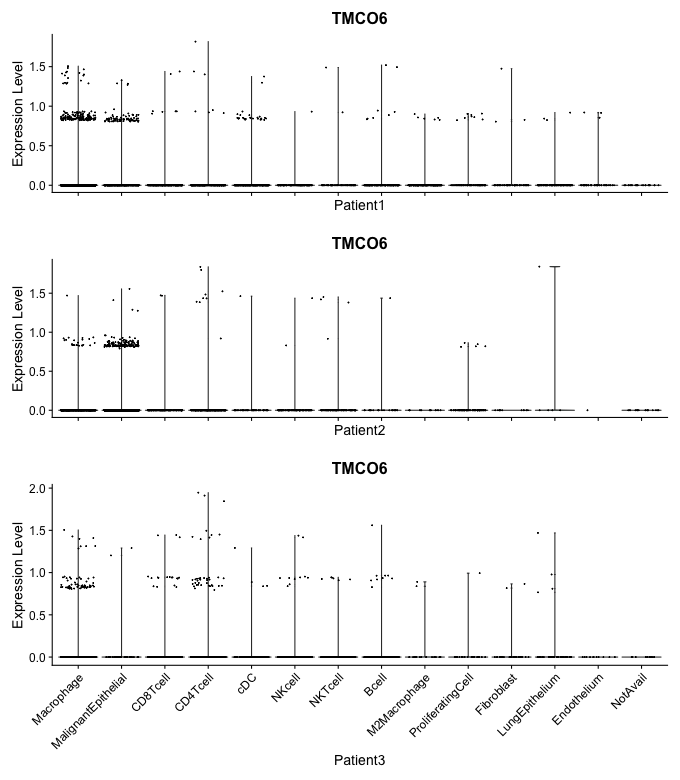 TMCO6
Expression Level
1.5
1.0
0.5
0.0
Patient1
TMCO6
Expression Level
1.5
1.0
0.5
0.0
Patient2
TMCO6
Expression Level
2.0
1.5
1.0
0.5
0.0
Macrophage
MalignantEpithelial
CD8Tcell
CD4Tcell
cDC
NKcell
NKTcell
Bcell
M2Macrophage
ProliferatingCell
Fibroblast
LungEpithelium
Endothelium
NotAvail
Patient3